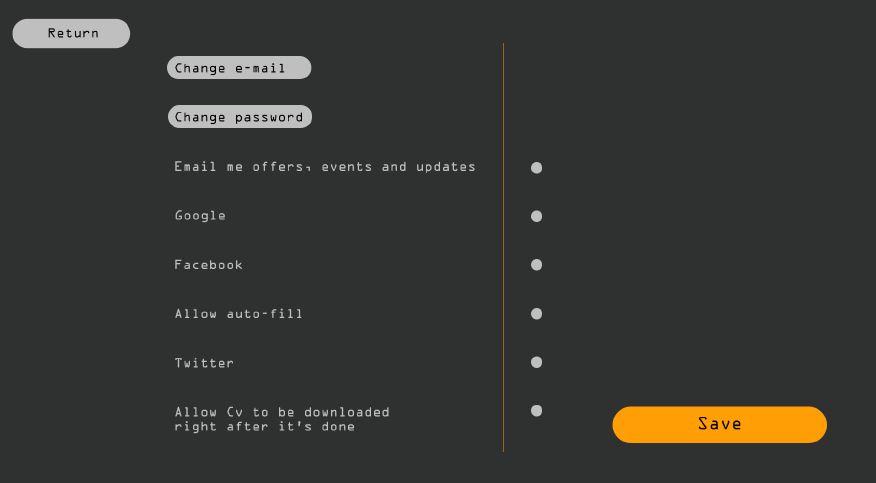 Return
Change e-mail
Change password
Email me offers, events and updates
Google
Facebook
Allow auto-fill
Twitter
Allow Cv to be downloaded
right after it's done
Save